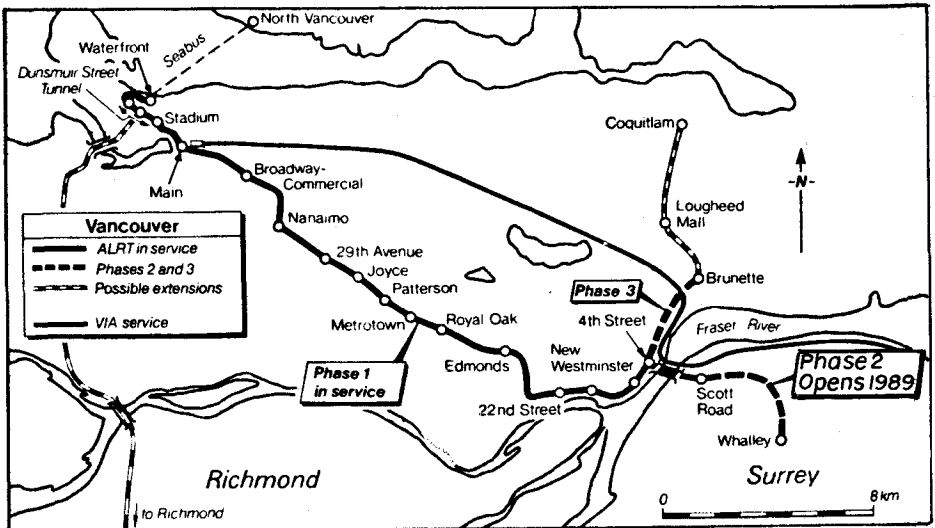 North Vancouver
Waterfront
Seabus
Dunsmuir Street
Tunnel
Stadium
Main
Broadway-
Commercial
Nanaimo
29th Avenue
Joyce
Patterson
Metrotown
Royal Oak
Edmonds
22nd Street
New
Westminster
4th Street
Scott
Road
Whalley
Brunette
Lougheed
Mall
Coquitlam
-N-
Vancouver
ALRT in service
Phases 2 and 3
Possible extensions
VIA service
Phase 1
in service
Phase 3
Phase 2
Opens 1989
Fraser River
Richmond
Surrey
to Richmond
0 8 km